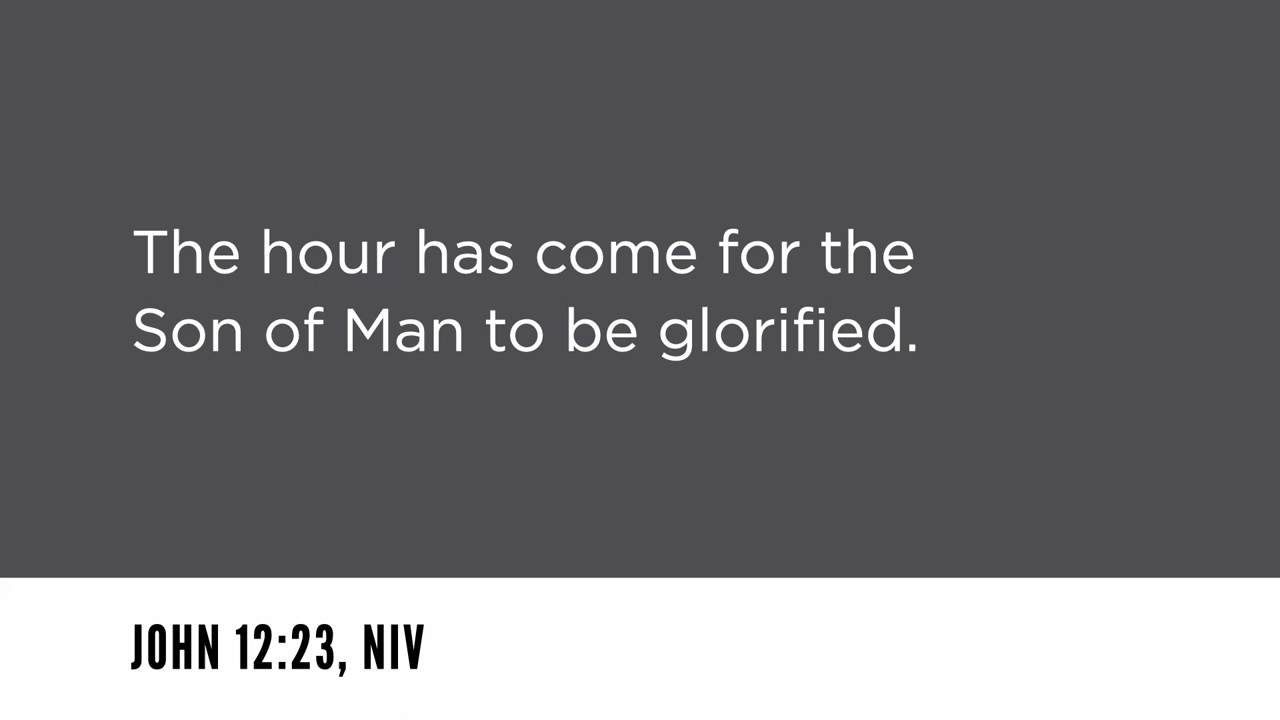 The hour has come for the
Son of Man to be glorified.
JOHN 12:23, NIV